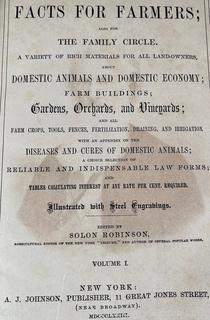 FACTS FOR FARMERS;
ALSO FOR
THE FAMILY CIRCLE.
A VARIETY OF RICH MATERIALS FOR ALL LAND-OWNERS,
ABOUT
DOMESTIC ANIMALS AND DOMESTIC ECONOMY;
FARM BUILDINGS;
Gardens, Orchards, and Vineyards;
AND ALL
FARM CROPS, TOOLS, FENCES, FERTILIZATION, DRAINING, AND IRRIGATION.
WITH AN APPENDIX ON THE
DISEASES AND CURES OF DOMESTIC ANIMALS;
A CHOICE SELECTION OF
RELIABLE AND INDISPENSABLE LAW FORMS;
AND
TABLES CALCULATING INTEREST AT ANY RATE PER CENT. REQUIRED.
Illustrated with Steel Engravings.
EDITED BY
SOLON ROBINSON,
AGRICULTURAL EDITOR OF THE NEW YORK "TRIBUNE," AND AUTHOR OF SEVERAL POPULAR WORKS.
VOLUME I.
NEW YORK:
A. J. JOHNSON, PUBLISHER, 11 GREAT JONES STREET,
(NEAR BROADWAY).
MDCCCLXXIII.